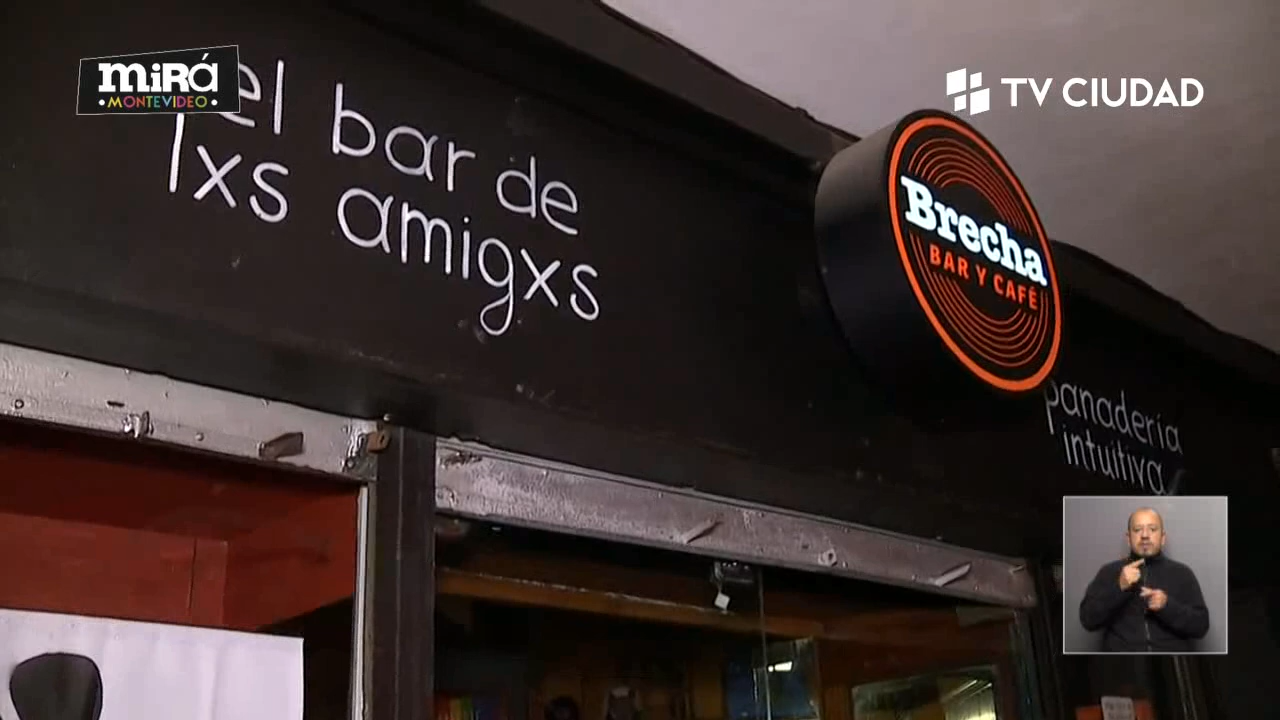 miRá
MONTEVIDEO
TV CIUDAD
el bar de
lxs amigxs
Brecha
BAR Y CAFÉ
panadería
intuitiva